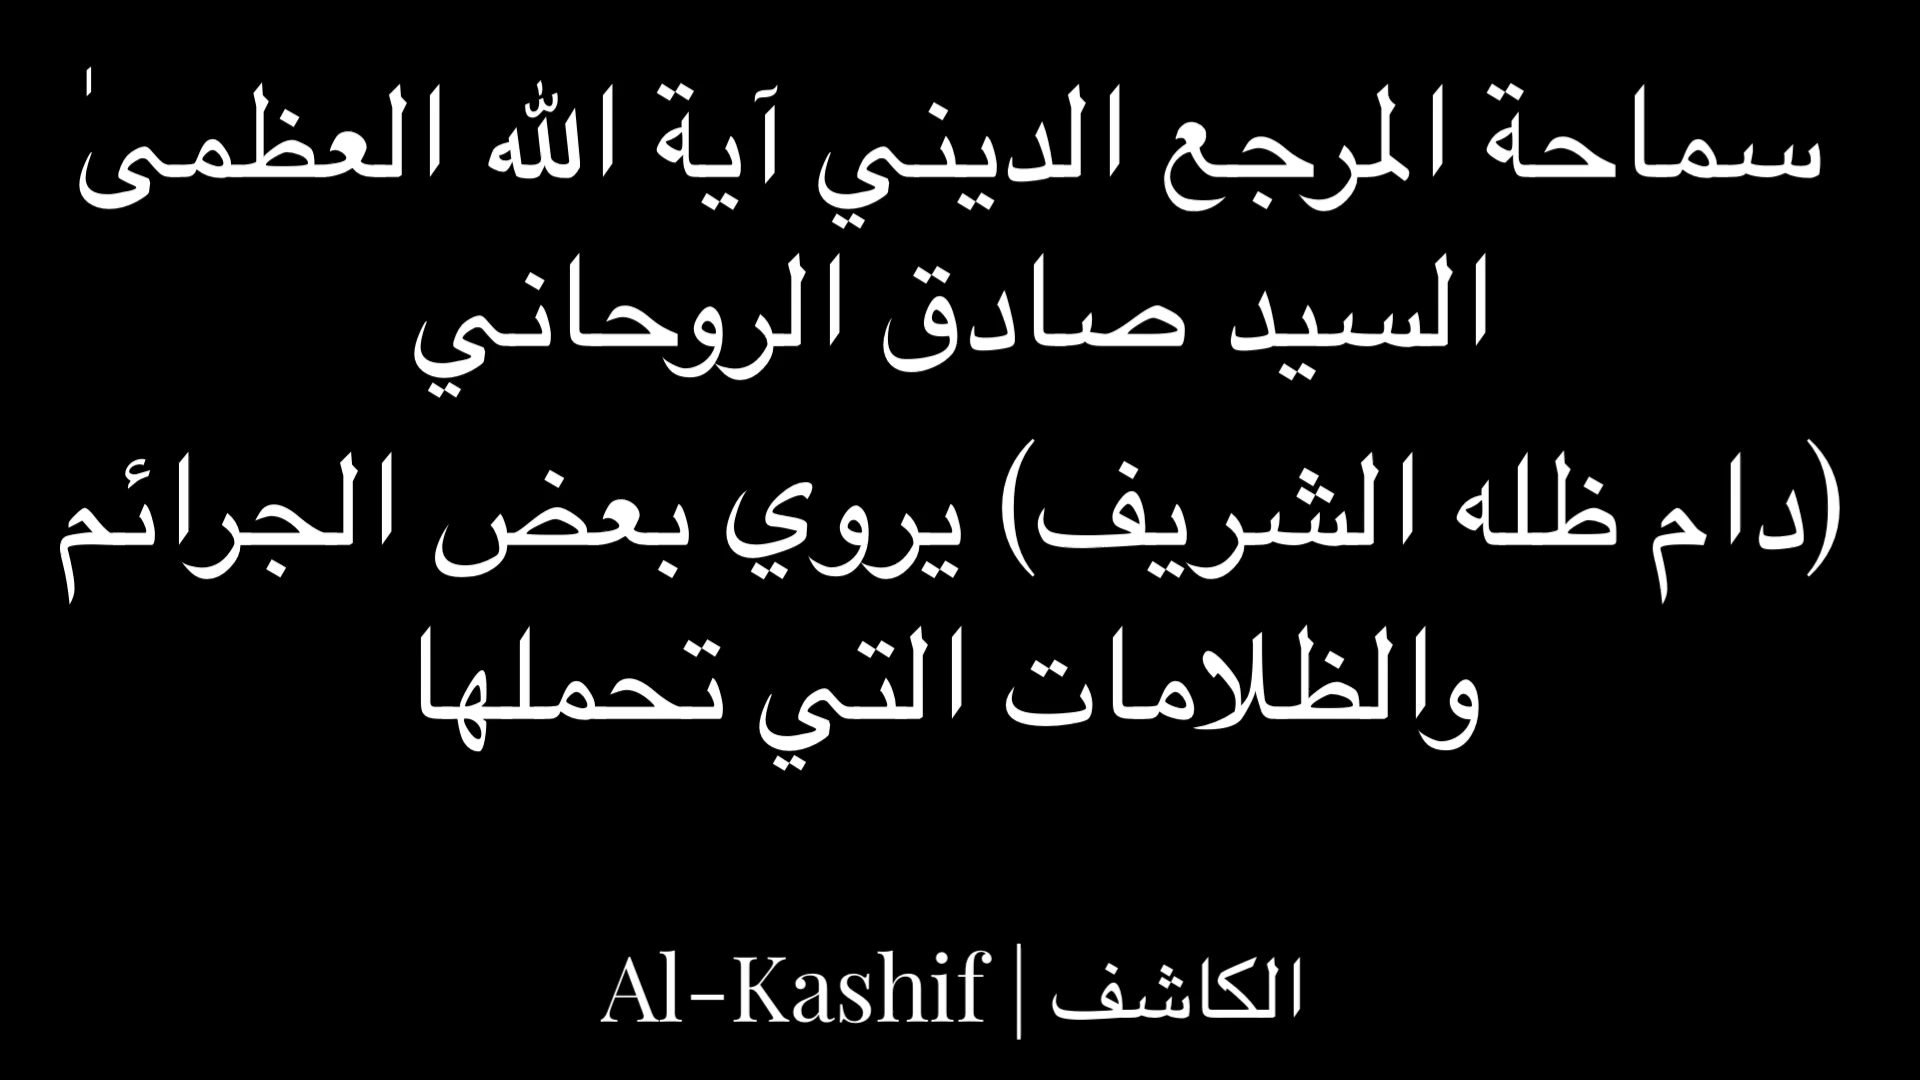 سماحة المرجع الديني آية الله العظمىٰ
السيد صادق الروحاني
(دام ظله الشريف) يروي بعض الجرائم
والظلامات التي تحملها
Al-Kashif | الكاشف